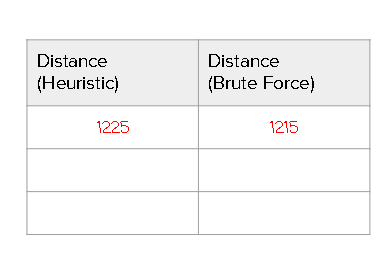 Distance
(Heuristic)
Distance
(Brute Force)
1225
1215